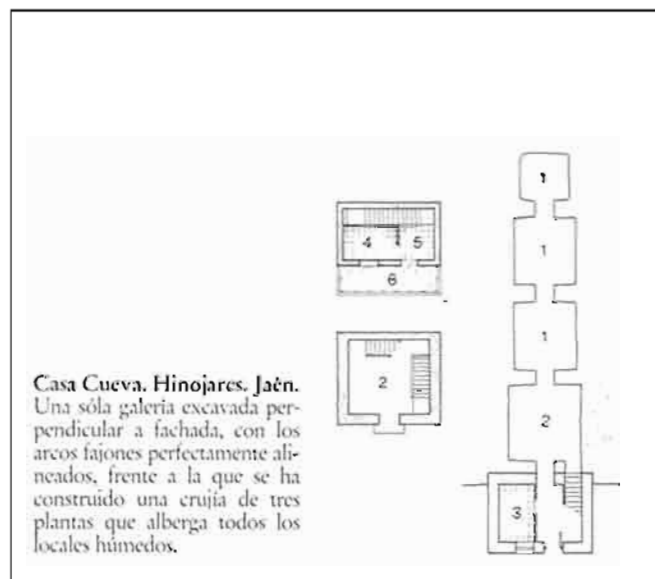 Casa Cueva. Hinojares. Jaén.
Una sóla galería excavada per-
pendicular a fachada, con los
arcos fajones perfectamente ali-
neados, frente a la que se ha
construido una crujía de tres
plantas que alberga todos los
locales húmedos.
1
4 5
1
6
1
2
2
3